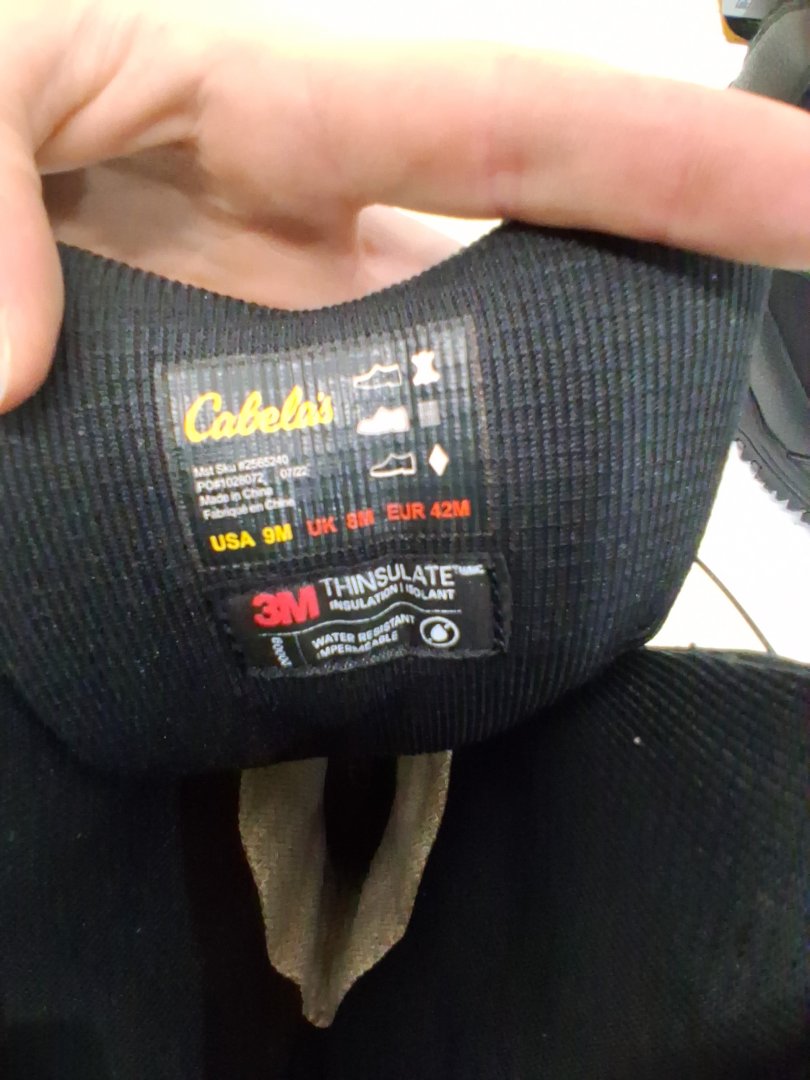 Cabela's
Mst Sku #2565240
PO#1028072 07/22
Made in China
Fabriqué en Chine
USA 9M UK 8M EUR 42M
3M THINSULATE
INSULATION | ISOLANT
WATER RESISTANT
IMPERMÉABLE